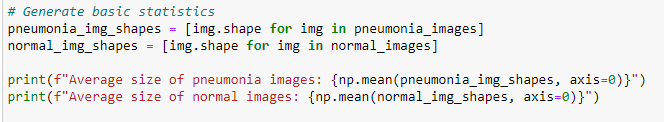 # Generate basic statistics
pneumonia_img_shapes = [img.shape for img in pneumonia_images]
normal_img_shapes = [img.shape for img in normal_images]

print(f"Average size of pneumonia images: {np.mean(pneumonia_img_shapes, axis=0)}")
print(f"Average size of normal images: {np.mean(normal_img_shapes, axis=0)}")